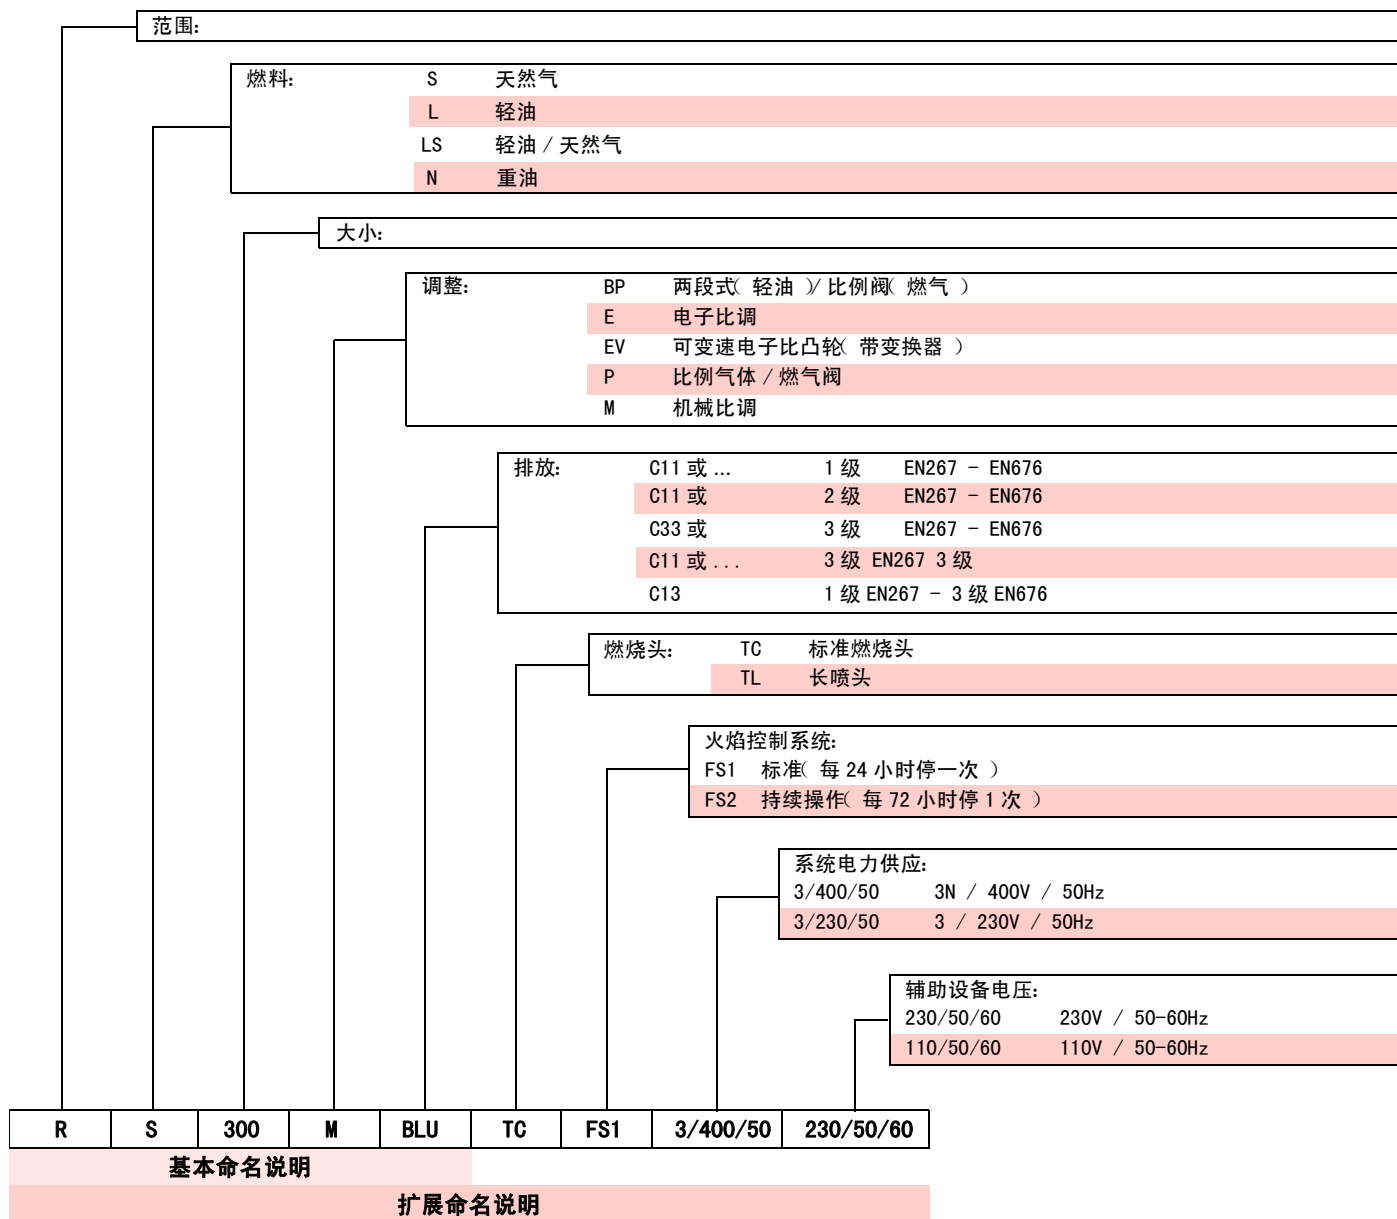 范围:
燃料: S 天然气
L 轻油
LS 轻油 / 天然气
N 重油
大小:
调整: BP 两段式( 轻油 )/ 比例阀( 燃气 )
E 电子比调
EV 可变速电子比凸轮( 带变换器 )
P 比例气体 / 燃气阀
M 机械比调
排放: C11 或 ... 1 级 EN267 - EN676
C11 或 2 级 EN267 - EN676
C33 或 3 级 EN267 - EN676
C11 或 ... 3 级 EN267 3 级
C13 1 级 EN267 - 3 级 EN676
燃烧头: TC 标准燃烧头
TL 长喷头
火焰控制系统:
FS1 标准( 每 24 小时停一次 )
FS2 持续操作( 每 72 小时停 1 次 )
系统电力供应:
3/400/50 3N / 400V / 50Hz
3/230/50 3 / 230V / 50Hz
辅助设备电压:
230/50/60 230V / 50-60Hz
110/50/60 110V / 50-60Hz
R S 300 M BLU TC FS1 3/400/50 230/50/60
基本命名说明
扩展命名说明